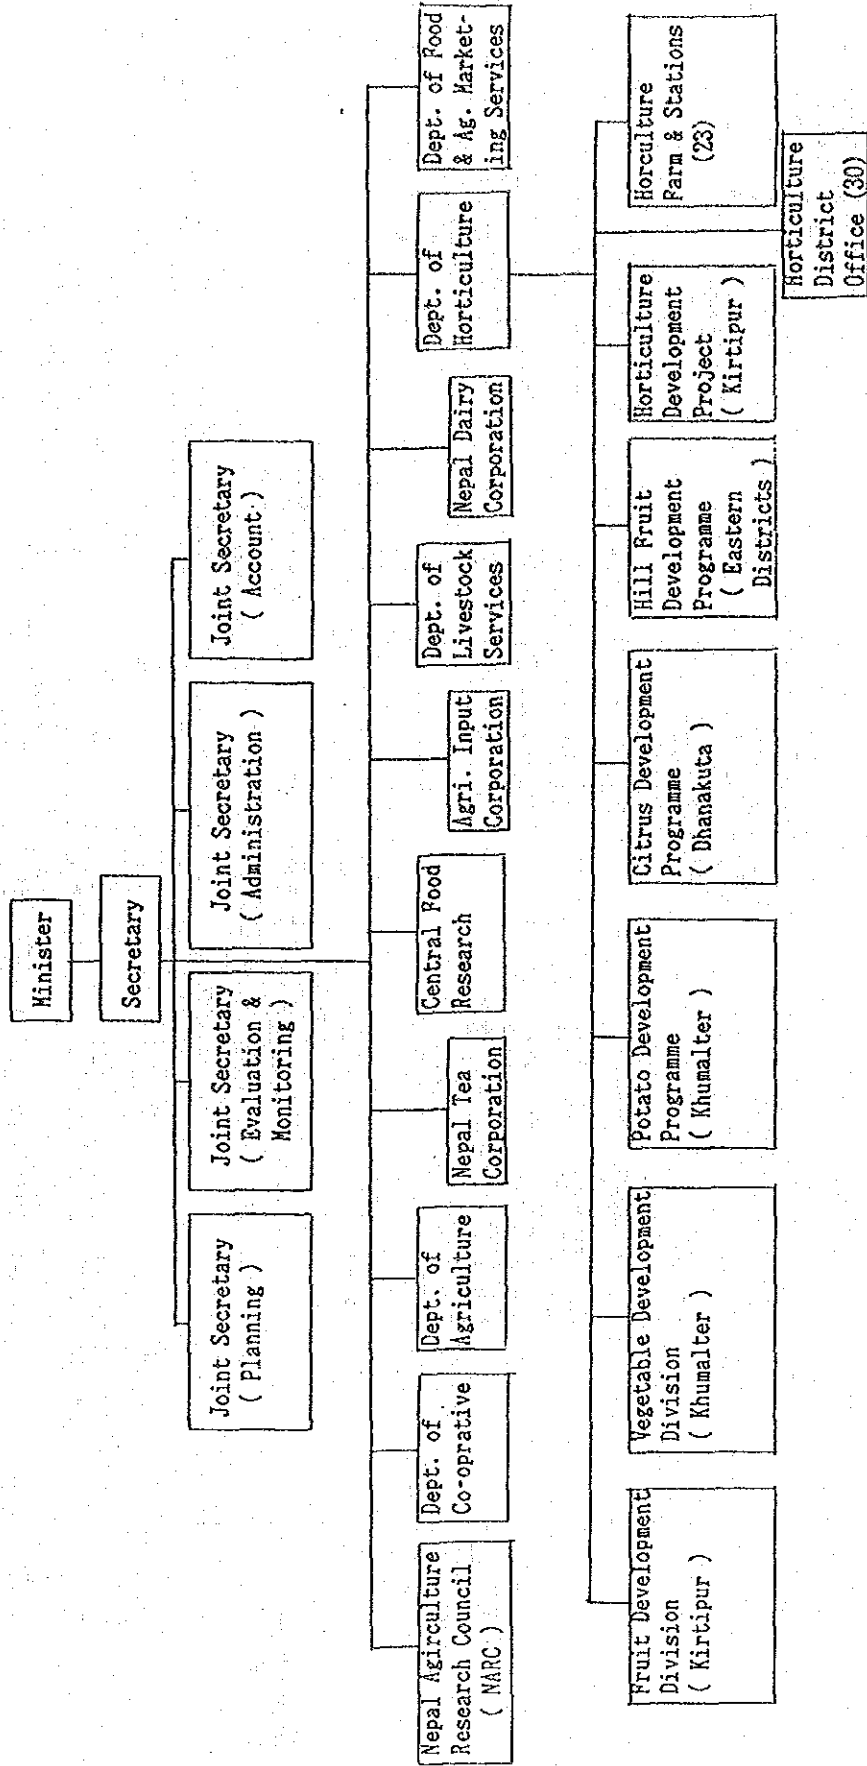 Minister
Secretary
Joint Secretary
( Planning )
Joint Secretary
( Evaluation &
Monitoring )
Joint Secretary
( Administration )
Joint Secretary
( Account )
Nepal Agirculture
Research Council
( NARC )
Dept. of
Co-oprative
Dept. of
Agriculture
Nepal Tea
Corporation
Central Food
Research
Agri. Input
Corporation
Dept. of
Livestock
Services
Nepal Dairy
Corporation
Dept. of
Horticulture
Dept. of Food
& Ag. Market-
ing Services
Fruit Development
Division
( Kirtipur )
Vegetable Development
Division
( Khumalter )
Potato Development
Programme
( Khumalter )
Citrus Development
Programme
( Dhanakuta )
Hill Fruit
Development
Programme
( Eastern
Districts )
Horticulture
Development
Project
( Kirtipur )
Horculture
Farm & Stations
(23)
Horticulture
District
Office (30)